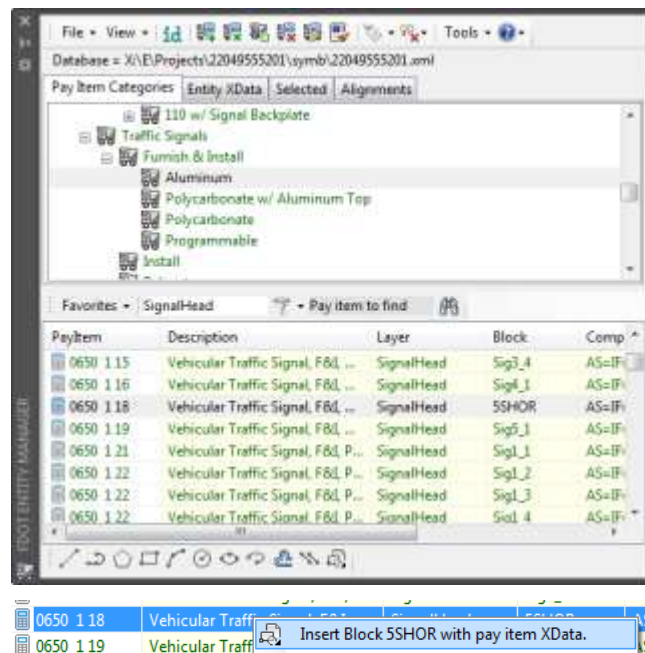 File View fd Tools
Database = X:\E\Projects\22049555201\symb\22049555201.xml
Pay Item Categories Entity XData Selected Alignments
110 w/ Signal Backplate
Traffic Signals
Furnish & Install
Aluminum
Polycarbonate w/ Aluminum Top
Polycarbonate
Programmable
Install
Favorites SignalHead Pay item to find
PayItem Description Layer Block Comp
0650 1 15 Vehicular Traffic Signal, F&I, ... SignalHead Sig3_4 AS=IF
0650 1 16 Vehicular Traffic Signal, F&I, ... SignalHead Sig4_1 AS=IF
0650 1 18 Vehicular Traffic Signal, F&I, ... SignalHead 5SHOR AS=IF
0650 1 19 Vehicular Traffic Signal, F&I, ... SignalHead Sig5_1 AS=IF
0650 1 21 Vehicular Traffic Signal, F&I, P... SignalHead Sig1_1 AS=IF
0650 1 22 Vehicular Traffic Signal, F&I, P... SignalHead Sig1_2 AS=IF
0650 1 22 Vehicular Traffic Signal, F&I, P... SignalHead Sig1_3 AS=IF
0650 1 22 Vehicular Traffic Signal, F&I, P... SignalHead Sig1_4 AS=IF
FDOT ENTITY MANAGER
0650 1 18 Vehicular Traff
Insert Block 5SHOR with pay item XData.
0650 1 19 Vehicular Traff